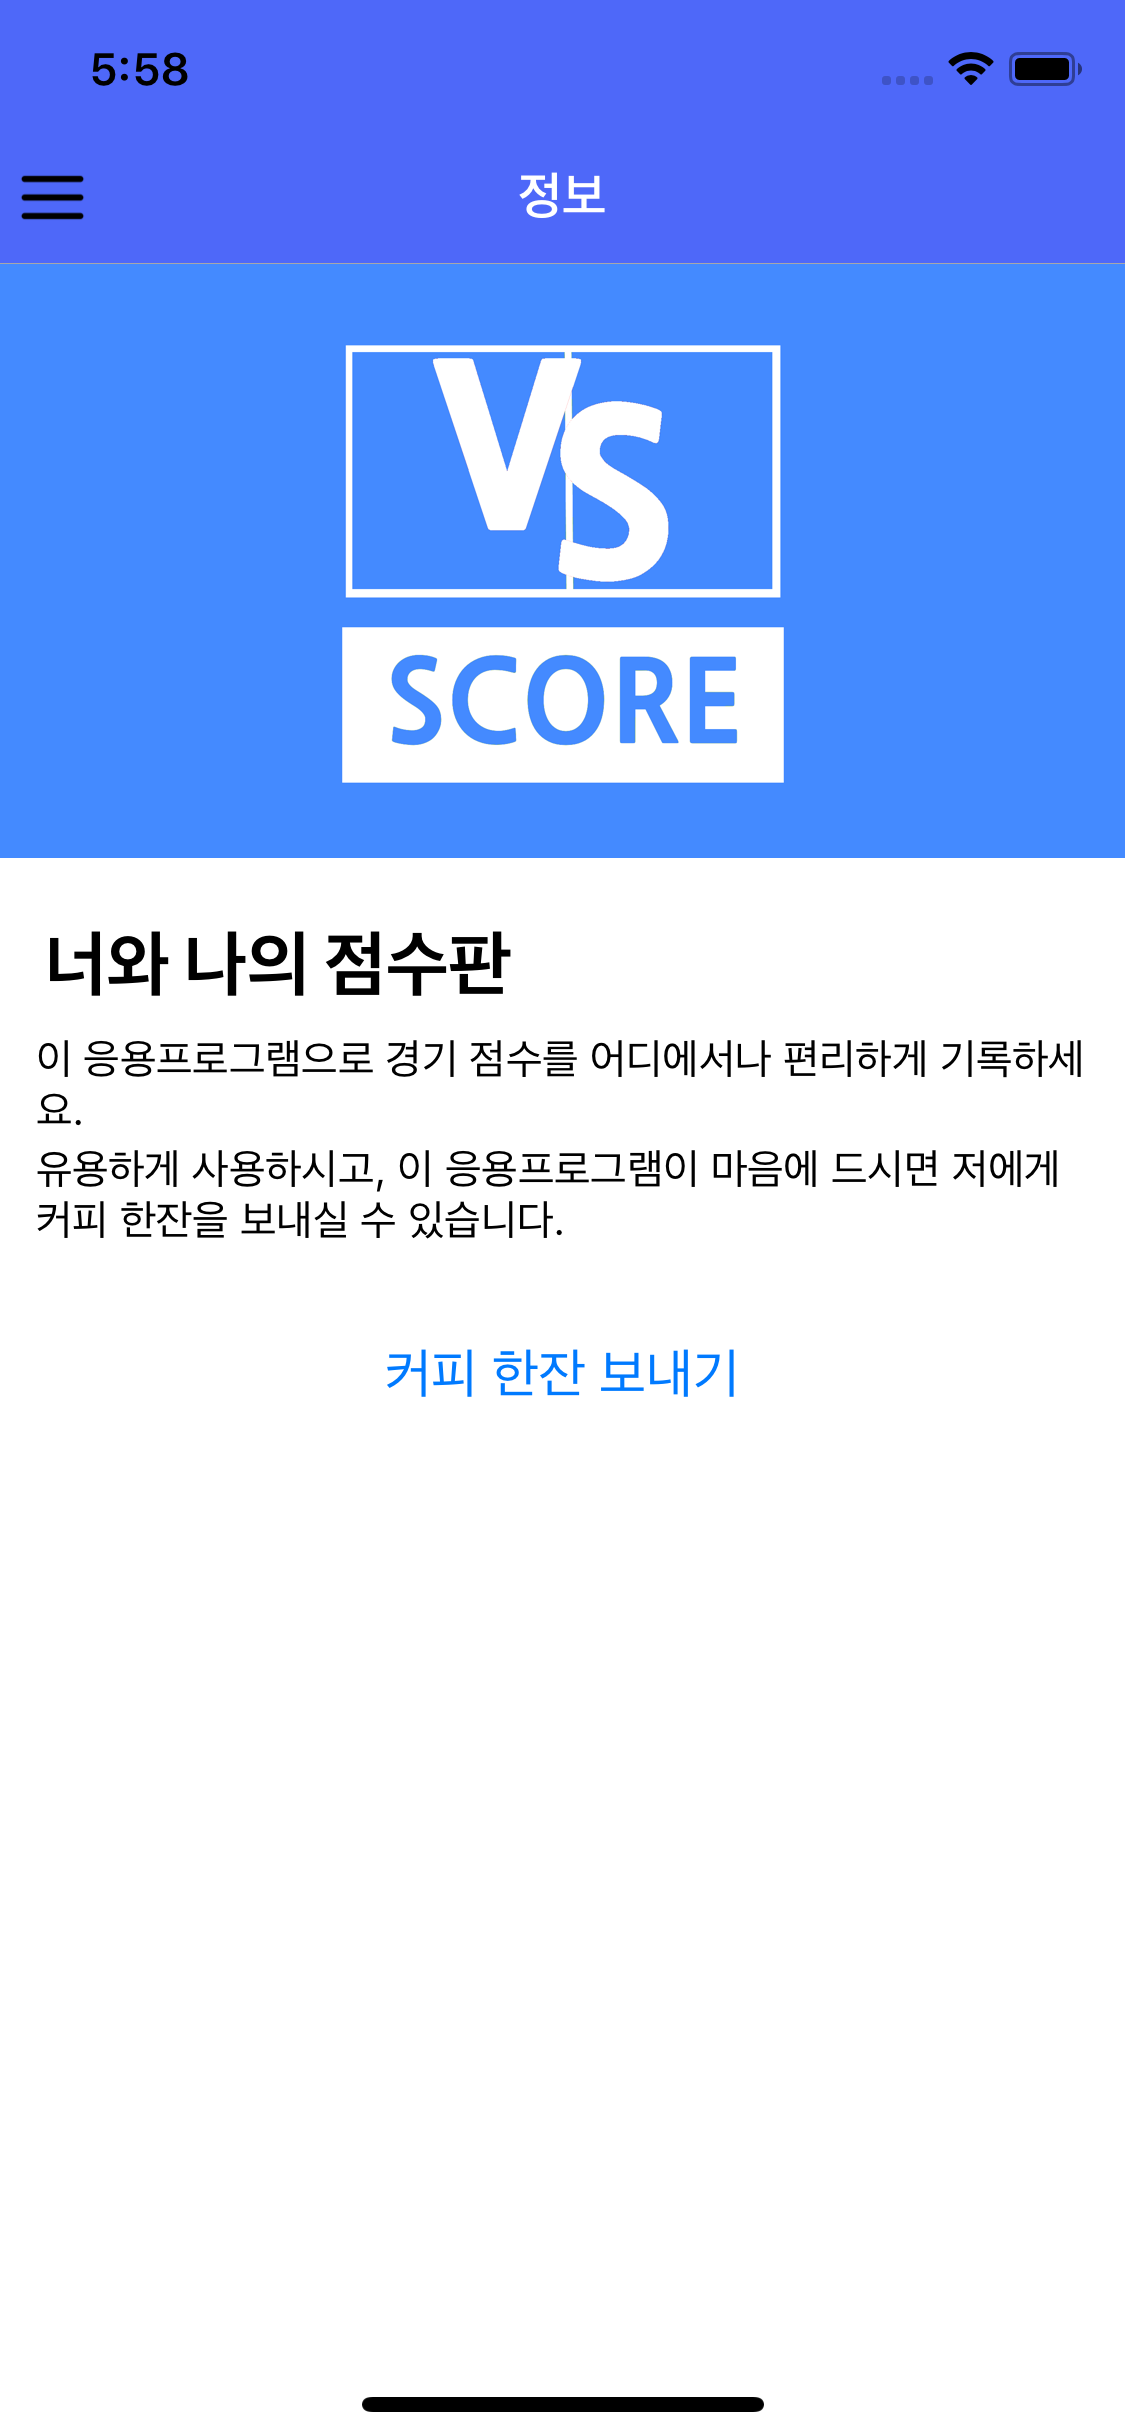 5:58
정보
VS
SCORE
너와 나의 점수판
이 응용프로그램으로 경기 점수를 어디에서나 편리하게 기록하세
요.
유용하게 사용하시고, 이 응용프로그램이 마음에 드시면 저에게
커피 한잔을 보내실 수 있습니다.
커피 한잔 보내기